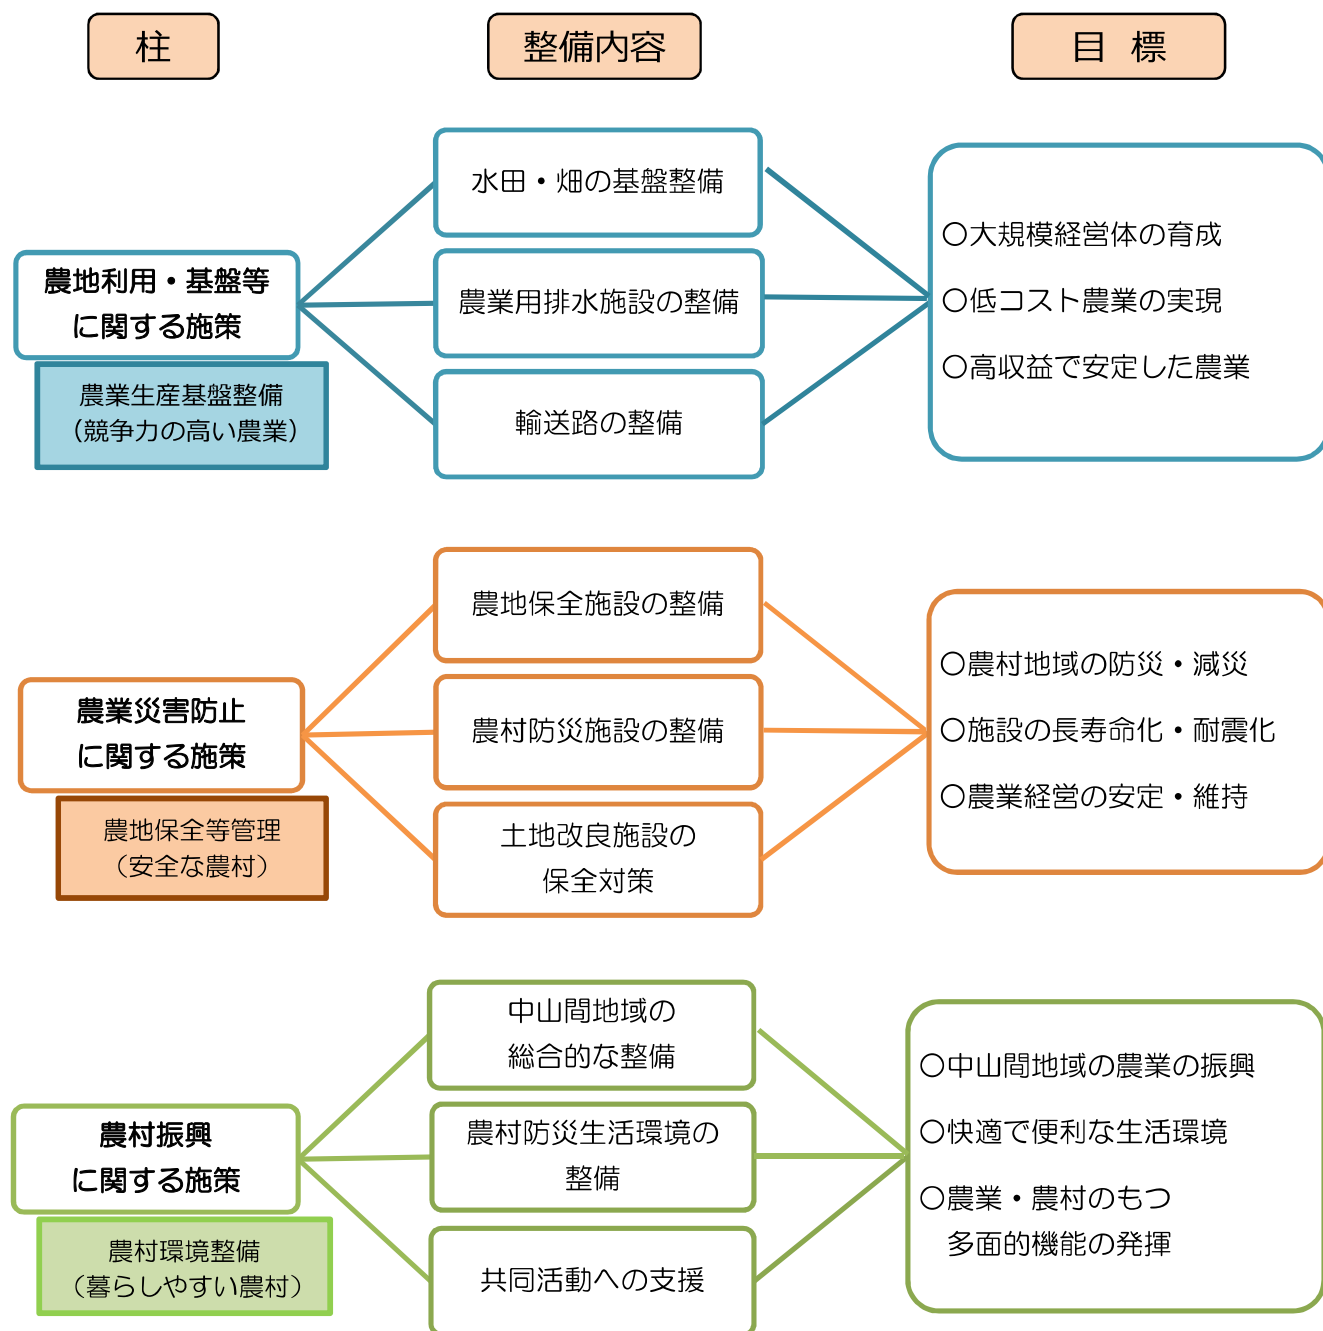 柱
整備内容
目 標
農地利用・基盤等
に関する施策
農業生産基盤整備
（競争力の高い農業）
水田・畑の基盤整備
農業用排水施設の整備
輸送路の整備
○大規模経営体の育成
○低コスト農業の実現
○高収益で安定した農業
農業災害防止
に関する施策
農地保全等管理
（安全な農村）
農地保全施設の整備
農村防災施設の整備
土地改良施設の
保全対策
○農村地域の防災・減災
○施設の長寿命化・耐震化
○農業経営の安定・維持
農村振興
に関する施策
農村環境整備
（暮らしやすい農村）
中山間地域の
総合的な整備
農村防災生活環境の
整備
共同活動への支援
○中山間地域の農業の振興
○快適で便利な生活環境
○農業・農村のもつ
多面的機能の発揮